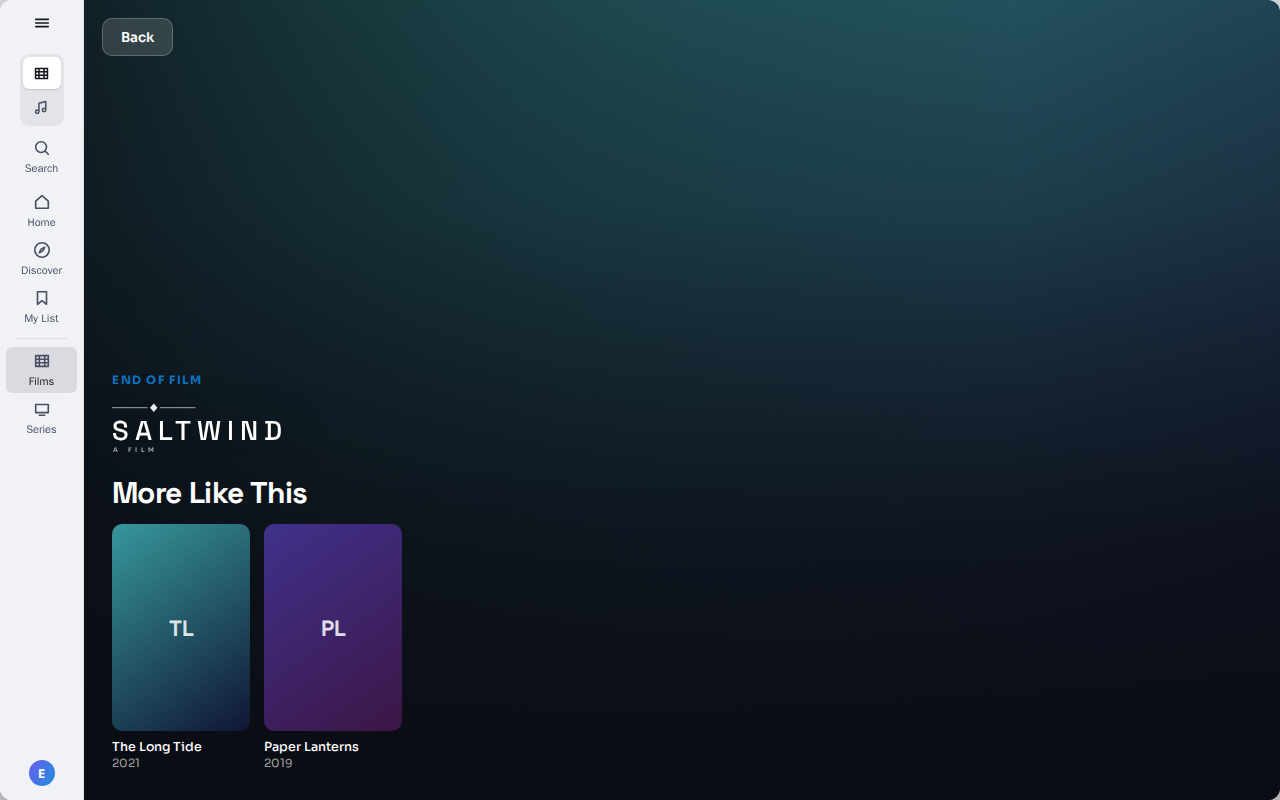 Back
Search
Home
Discover
My List
Films
Series
E
END OF FILM
SALTWIND
A FILM
More Like This
TL
PL
The Long Tide
2021
Paper Lanterns
2019